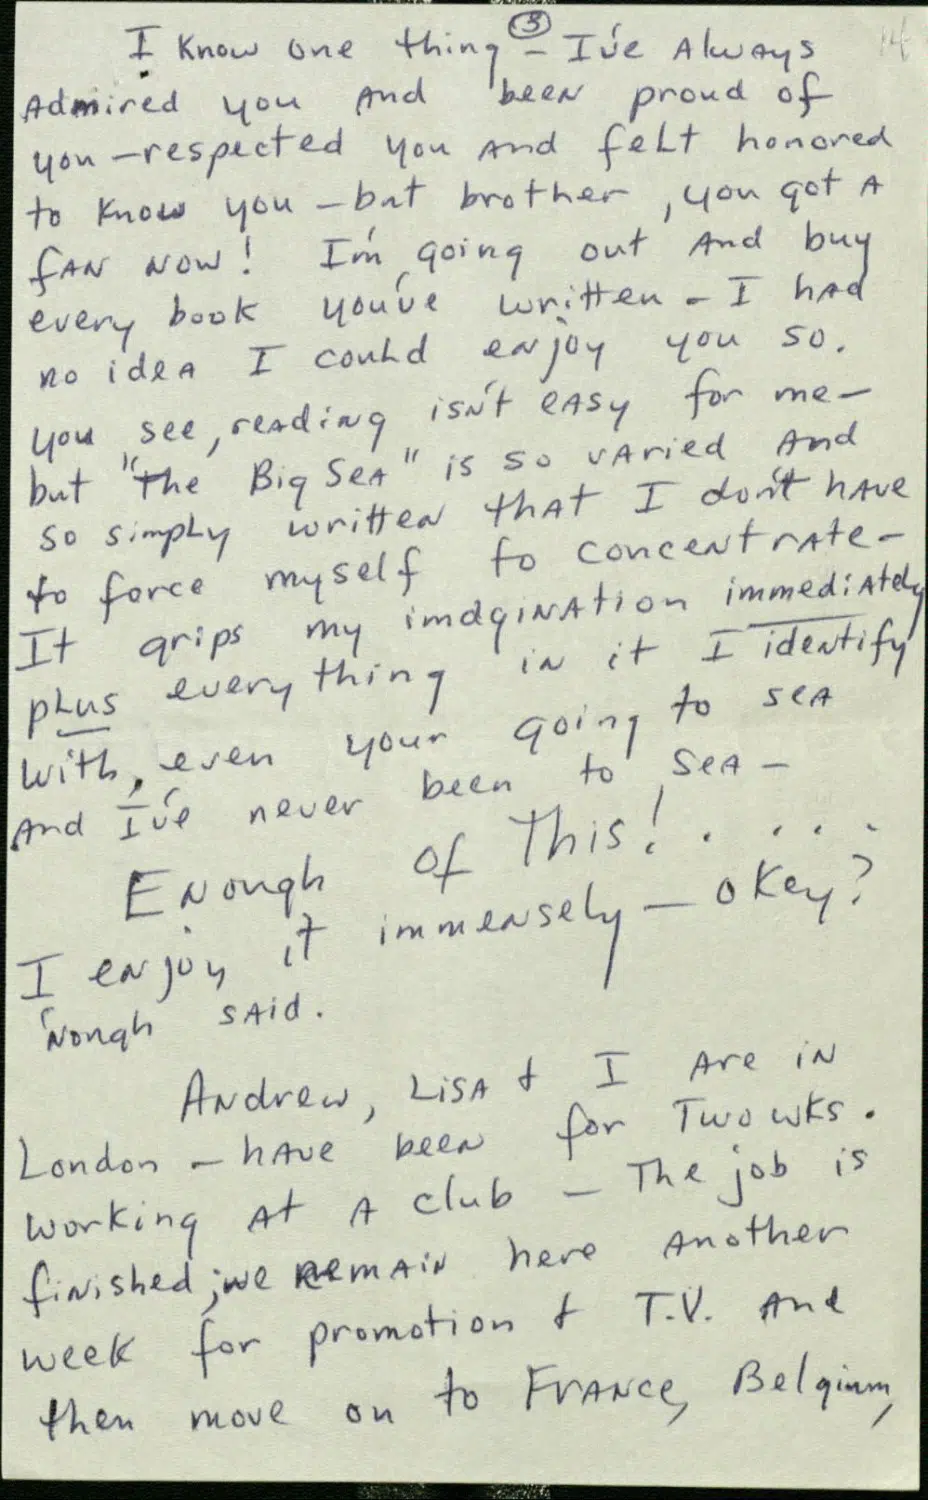 ③
14
I know one thing – I've always
admired you and been proud of
you – respected you and felt honored
to know you – but brother, you got a
fan now! I'm going out and buy
every book you've written – I had
no idea I could enjoy you so.
you see, reading isn't easy for me –
but "The Big Sea" is so varied and
so simply written that I don't have
to force myself to concentrate –
It grips my imagination immediately
plus everything in it I identify
with, even your going to sea
and I've never been to sea –
Enough of This! . . . . .
I enjoy it immensely – okey?
'Nough said.
Andrew, Lisa & I are in
London – have been for Two wks.
working at a club – The job is
finished; we remain here another
week for promotion & T.V. and
then move on to France, Belgium,